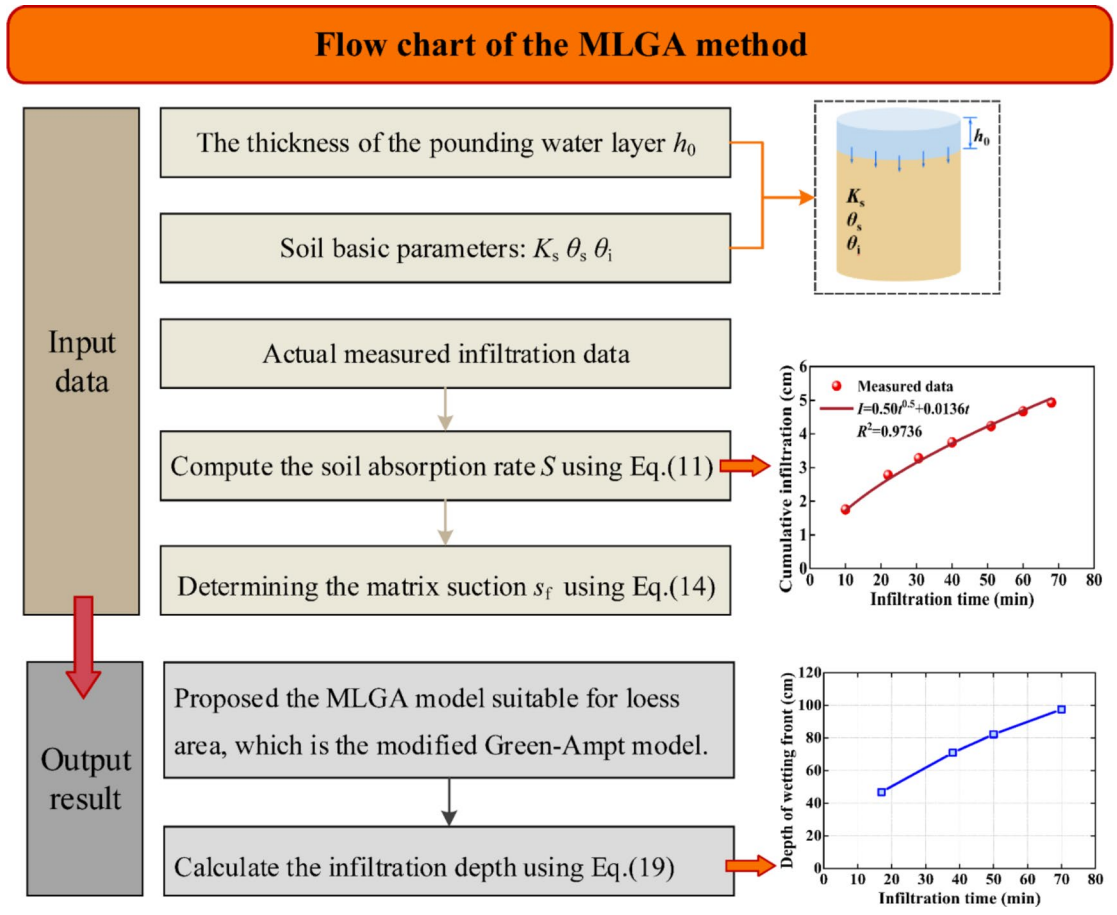 Flow chart of the MLGA method
Input
data
The thickness of the pounding water layer h₀
Soil basic parameters: Kₛ θₛ θᵢ
h₀
Kₛ
θₛ
θᵢ
Actual measured infiltration data
Compute the soil absorption rate S using Eq.(11)
Determining the matrix suction s_f using Eq.(14)
Cumulative infiltration (cm)
6
5
4
3
2
1
0
Measured data
I=0.50t⁰·⁵+0.0136t
R²=0.9736
0 10 20 30 40 50 60 70 80
Infiltration time (min)
Output
result
Proposed the MLGA model suitable for loess
area, which is the modified Green-Ampt model.
Calculate the infiltration depth using Eq.(19)
Depth of wetting front (cm)
120
100
80
60
40
20
0
0 10 20 30 40 50 60 70 80
Infiltration time (min)